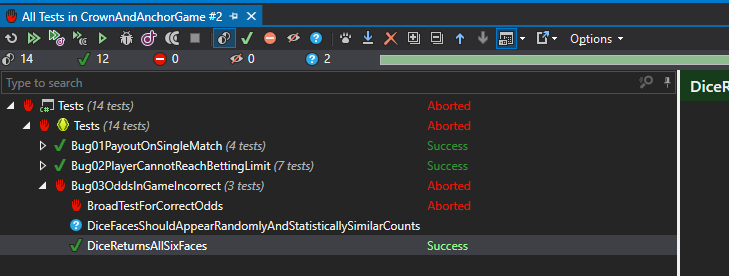 All Tests in CrownAndAnchorGame #2
Options
14 12 0 0 2
Type to search
DiceR
Tests (14 tests) Aborted
C#
Tests (14 tests) Aborted
Bug01PayoutOnSingleMatch (4 tests) Success
Bug02PlayerCannotReachBettingLimit (7 tests) Success
Bug03OddsInGameIncorrect (3 tests) Aborted
BroadTestForCorrectOdds Aborted
DiceFacesShouldAppearRandomlyAndStatisticallySimilarCounts
DiceReturnsAllSixFaces Success